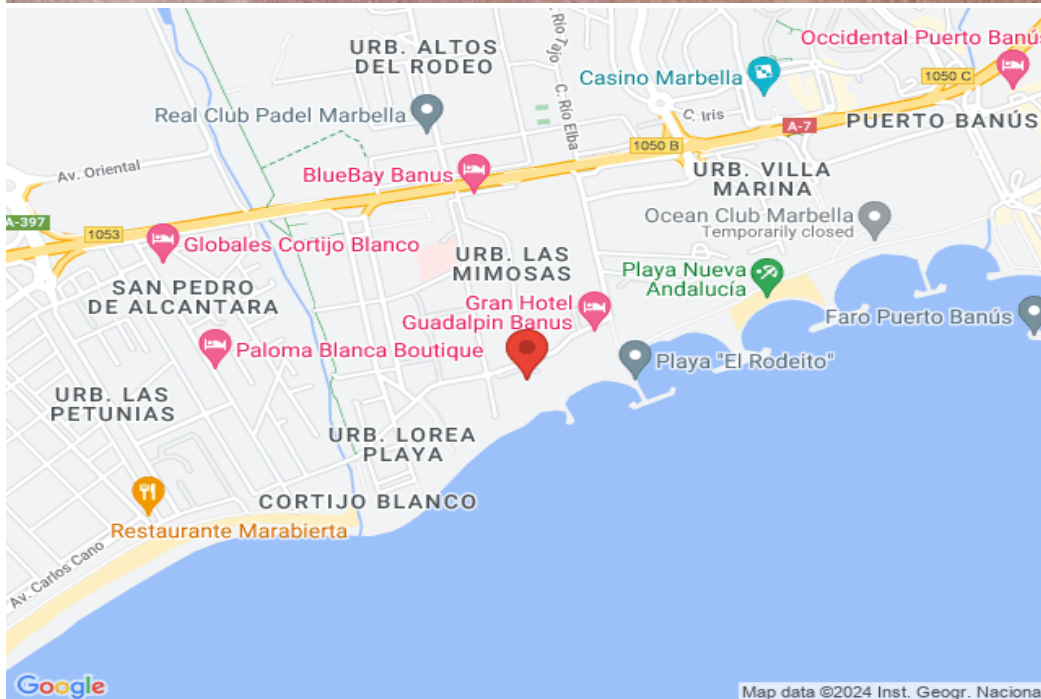 URB. ALTOS
DEL RODEO
C. Río Tajo
Occidental Puerto Banús
Casino Marbella
1050 C
Real Club Padel Marbella
C. Río Elba
C. Iris
A-7
PUERTO BANÚS
1050 B
Av. Oriental
BlueBay Banus
URB. VILLA
MARINA
A-397
1053
Globales Cortijo Blanco
Ocean Club Marbella
Temporarily closed
URB. LAS
MIMOSAS
Playa Nueva
Andalucía
SAN PEDRO
DE ALCANTARA
Gran Hotel
Guadalpin Banus
Faro Puerto Banús
Paloma Blanca Boutique
Playa "El Rodeito"
URB. LAS
PETUNIAS
URB. LOREA
PLAYA
CORTIJO BLANCO
Restaurante Marabierta
Av. Carlos Cano
Google
Map data ©2024 Inst. Geogr. Naciona